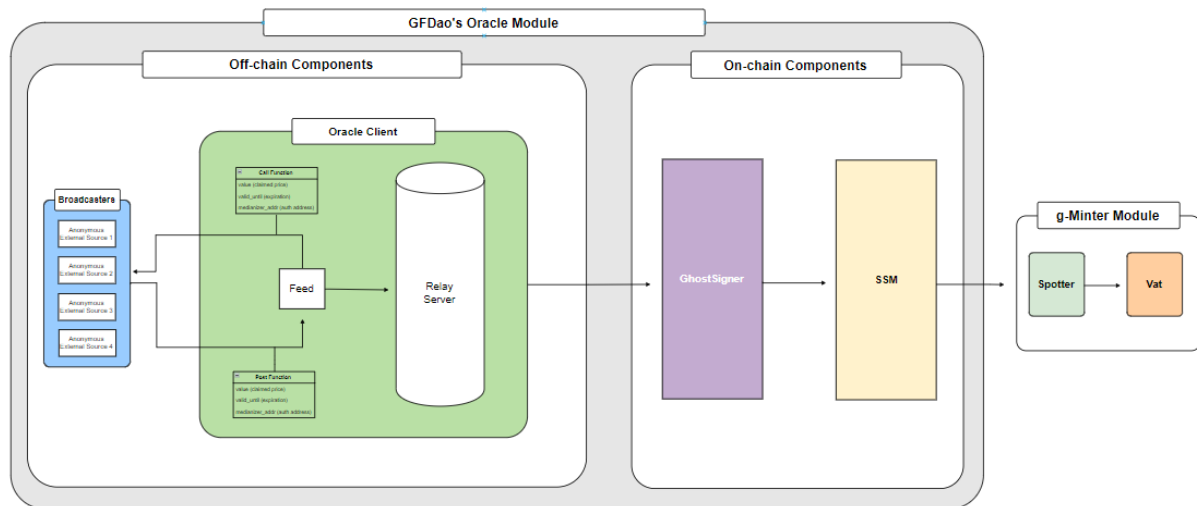 GFDao's Oracle Module
Off-chain Components
On-chain Components
Oracle Client
Call Function
value (claimed price)
valid_until (expiration)
medianizer_addr (auth address)
Broadcasters
Anonymous
External Source 1
Anonymous
External Source 2
Anonymous
External Source 3
Anonymous
External Source 4
Feed
Relay
Server
Post Function
value (claimed price)
valid_until (expiration)
medianizer_addr (auth address)
GhostSigner
SSM
g-Minter Module
Spotter
Vat